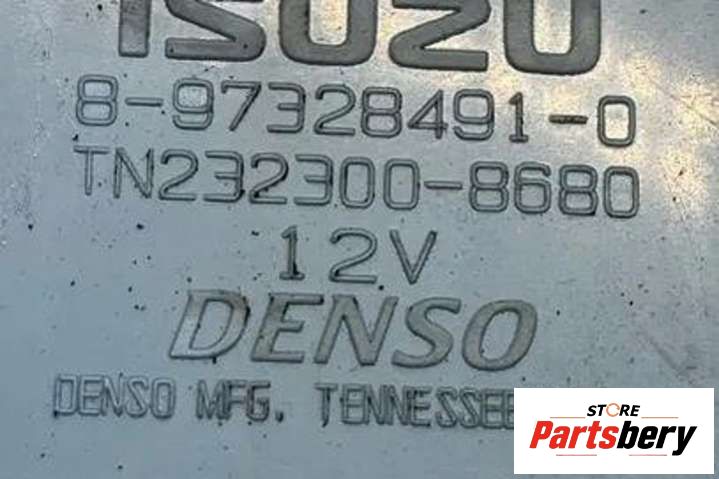 ISUZU
8-97328491-0
TN232300-8680
12V
DENSO
DENSO MFG. TENNESSEE
STORE
Partsbery